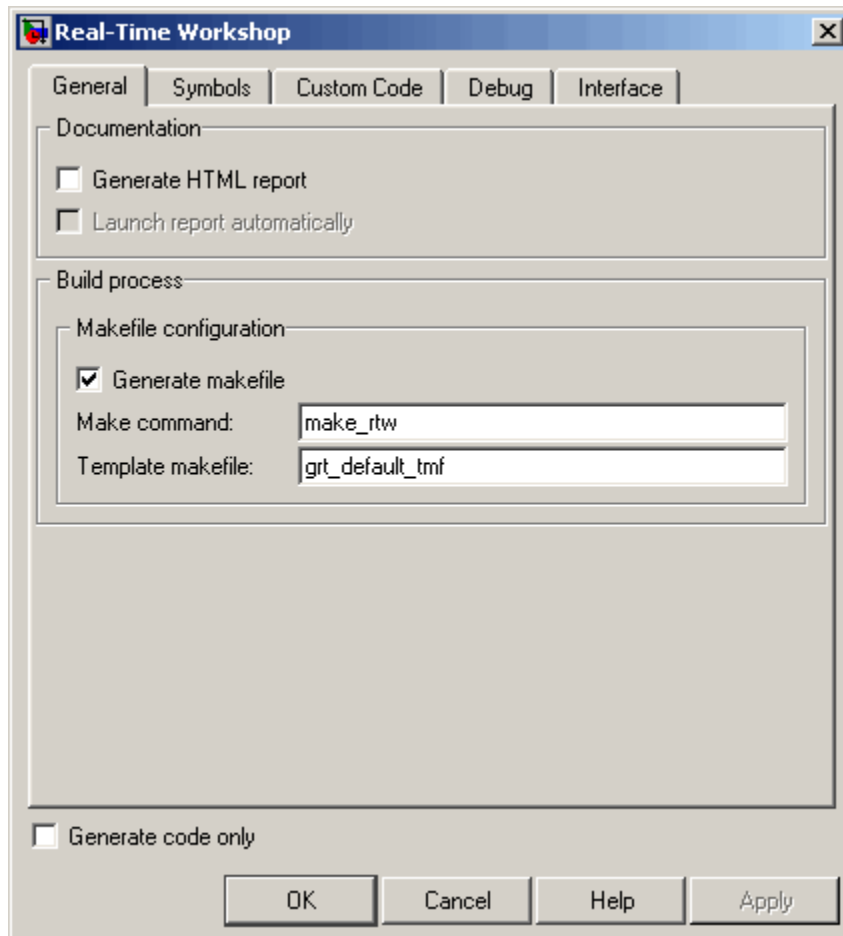 Real-Time Workshop
General Symbols Custom Code Debug Interface
Documentation
Generate HTML report
Launch report automatically
Build process
Makefile configuration
Generate makefile
Make command: make_rtw
Template makefile: grt_default_tmf
Generate code only
OK Cancel Help Apply